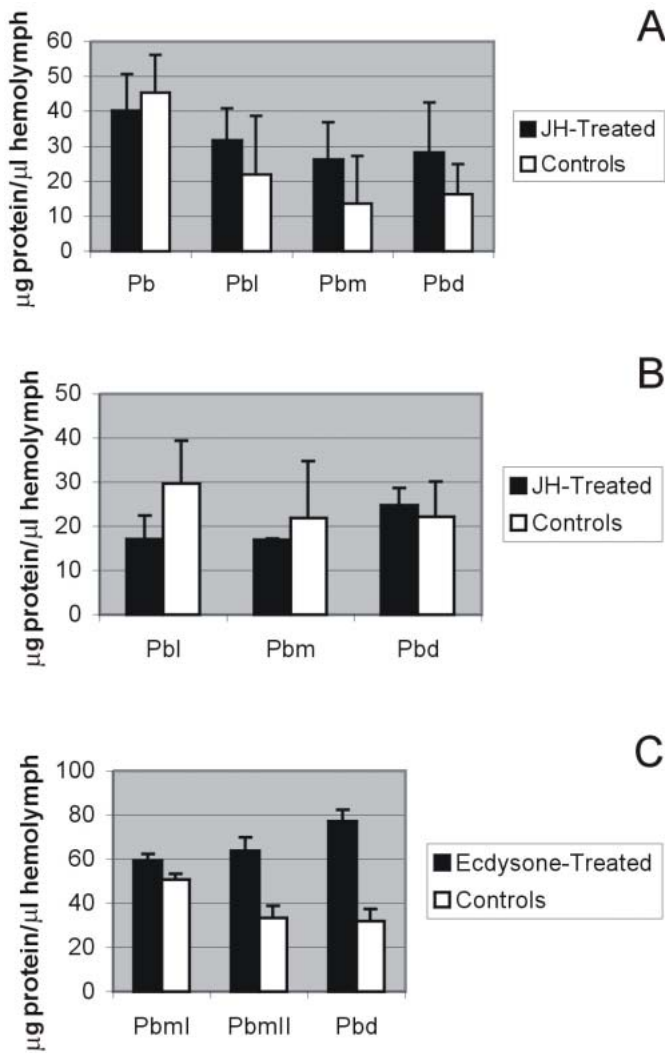 A
60
50
40
30
20
10
0
µg protein/µl hemolymph
Pb Pbl Pbm Pbd
JH-Treated
Controls
B
50
40
30
20
10
0
µg protein/µl hemolymph
Pbl Pbm Pbd
JH-Treated
Controls
C
100
80
60
40
20
0
µg protein/µl hemolymph
PbmI PbmII Pbd
Ecdysone-Treated
Controls